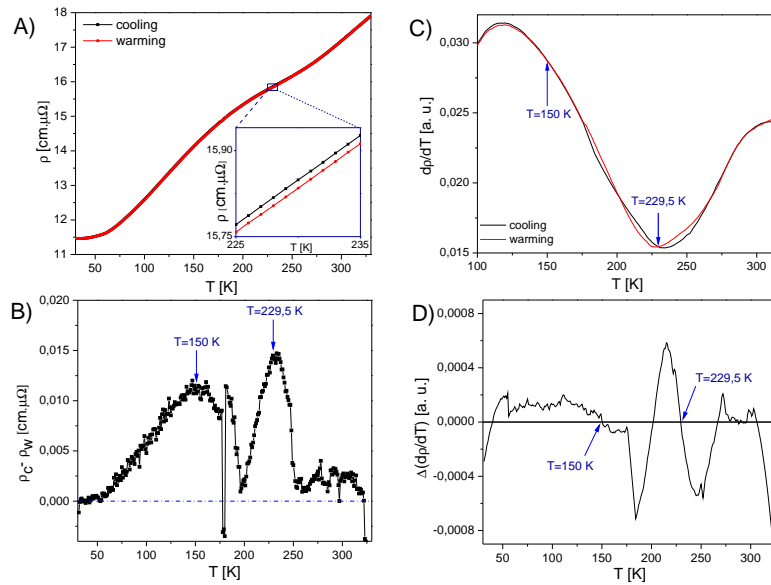 A)
18
17
16
15
14
13
12
11
ρ [cm.μΩ]
cooling
warming
15,90
15,75
ρ [cm.μΩ]
225
T [K]
235
50
100
150
200
250
300
T [K]
B)
0,020
0,015
0,010
0,005
0,000
ρC- ρW [cm.μΩ]
T=229,5 K
T=150 K
50
100
150
200
250
300
T [K]
C)
0,030
0,025
0,020
0,015
dρ/dT [a. u.]
T=150 K
T=229,5 K
cooling
warming
100
150
200
250
300
T [K]
D)
0,0004
0,0000
-0,0004
-0,0008
Δ(dρ/dT) [a. u.]
T=229,5 K
T=150 K
50
100
150
200
250
300
T [K]